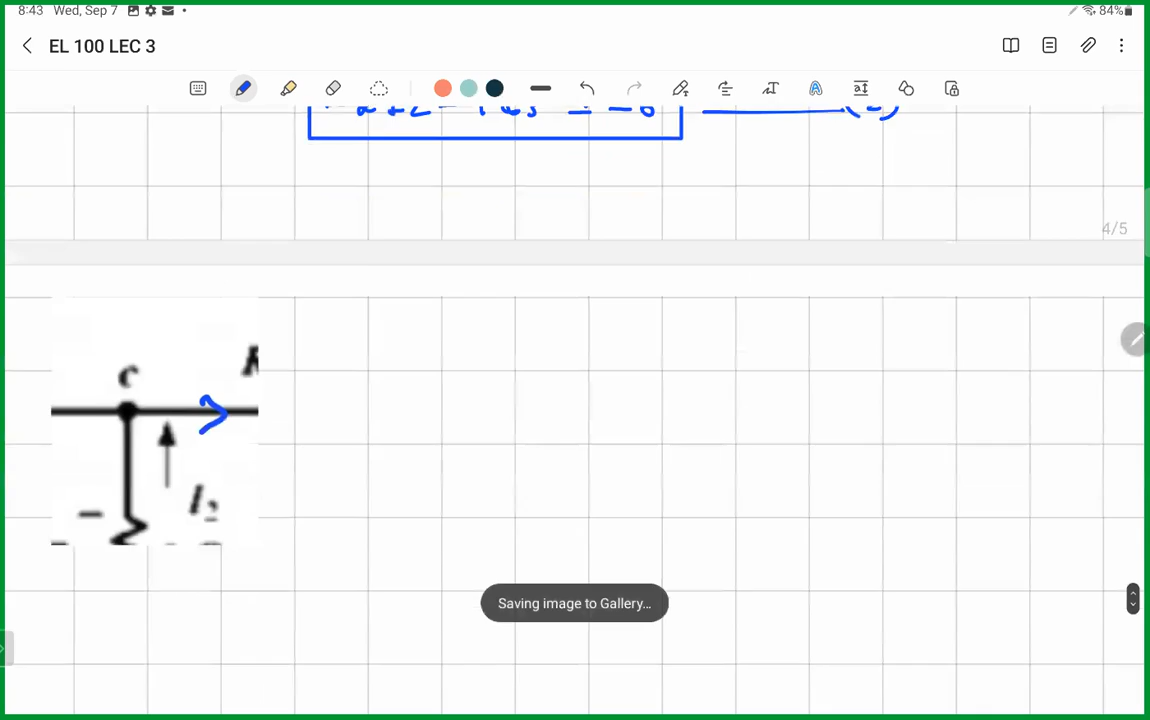 8:43 Wed, Sep 7 84%
EL 100 LEC 3
4/5
c
R
I₂
−
Saving image to Gallery...